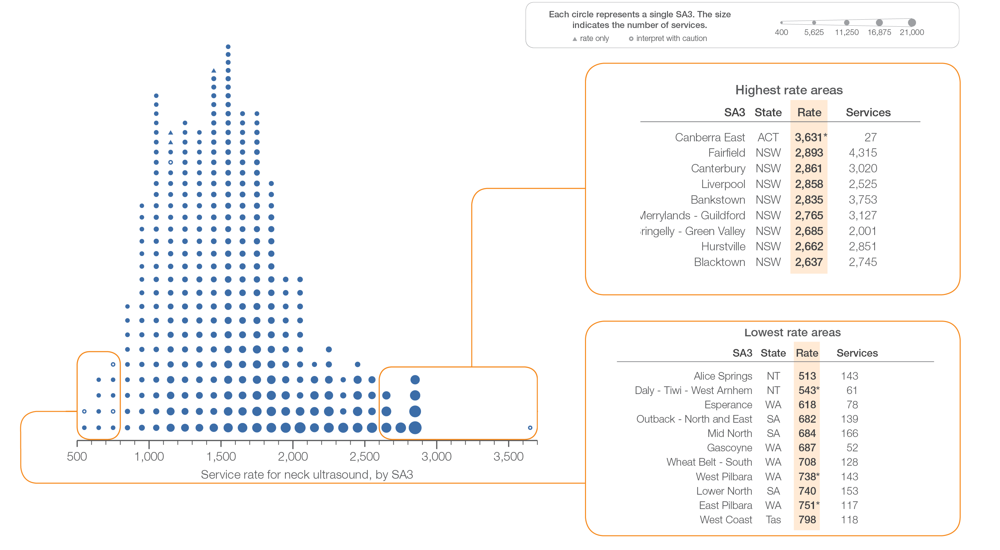 Each circle represents a single SA3. The size
indicates the number of services.
rate only interpret with caution
400 5,625 11,250 16,875 21,000
Highest rate areas
SA3 State Rate Services
Canberra East ACT 3,631* 27
Fairfield NSW 2,893 4,315
Canterbury NSW 2,861 3,020
Liverpool NSW 2,858 2,525
Bankstown NSW 2,835 3,753
Merrylands - Guildford NSW 2,765 3,127
ringelly - Green Valley NSW 2,685 2,001
Hurstville NSW 2,662 2,851
Blacktown NSW 2,637 2,745
Lowest rate areas
SA3 State Rate Services
Alice Springs NT 513 143
Daly - Tiwi - West Arnhem NT 543* 61
Esperance WA 618 78
Outback - North and East SA 682 139
Mid North SA 684 166
Gascoyne WA 687 52
Wheat Belt - South WA 708 128
West Pilbara WA 738* 143
Lower North SA 740 153
East Pilbara WA 751* 117
West Coast Tas 798 118
500 1,000 1,500 2,000 2,500 3,000 3,500
Service rate for neck ultrasound, by SA3